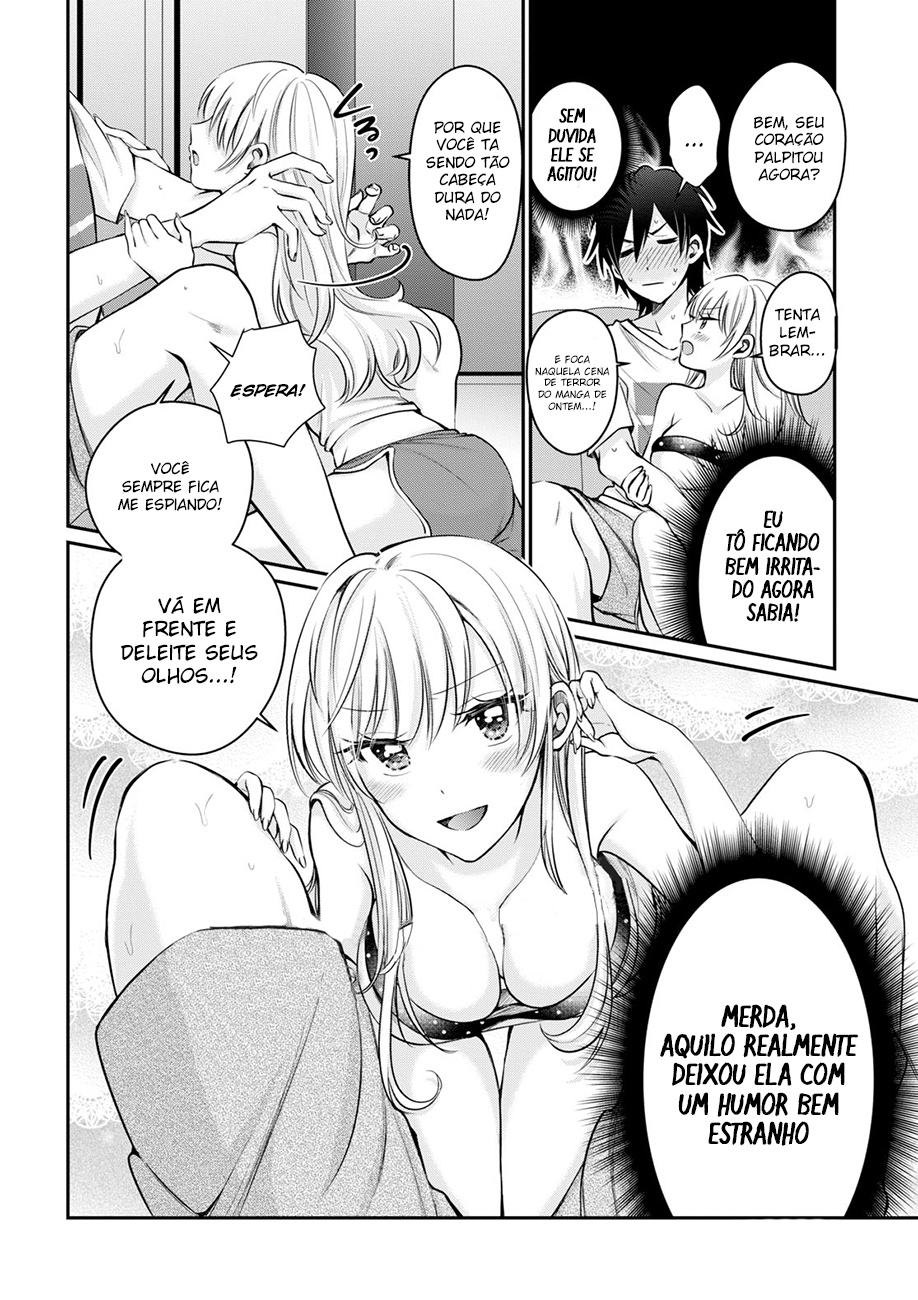 BEM, SEU
CORAÇÃO
PALPITOU
AGORA?
...
SEM
DUVIDA
ELE SE
AGITOU!
TENTA
LEM-
BRAR...
E FOCA
NAQUELA CENA
DE TERROR
DO MANGA DE
ONTEM...!
EU
TÔ FICANDO
BEM IRRITA-
DO AGORA
SABIA!
POR QUE
VOCÊ TA
SENDO TÃO
CABEÇA
DURA DO
NADA!
くるっ
ESPERA!
VOCÊ
SEMPRE FICA
ME ESPIANDO!
VÁ EM
FRENTE E
DELEITE SEUS
OLHOS...!
MERDA,
AQUILO REALMENTE
DEIXOU ELA COM
UM HUMOR BEM
ESTRANHO